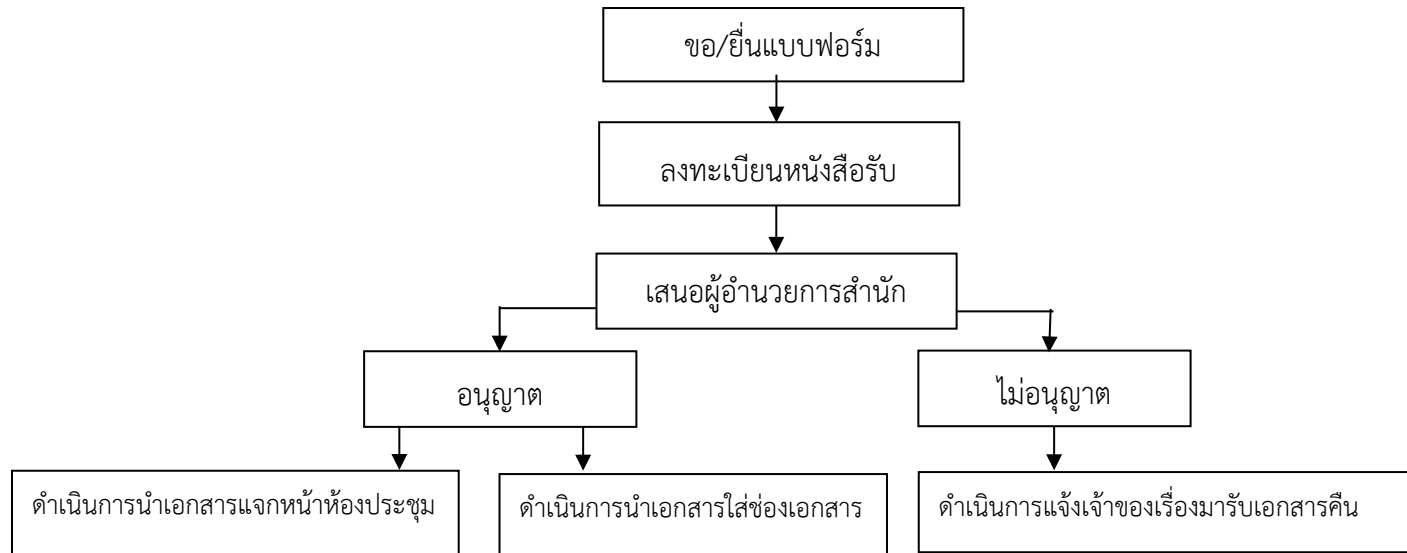 ขอ/ยื่นแบบฟอร์ม
ลงทะเบียนหนังสือรับ
เสนอผู้อำนวยการสำนัก
อนุญาต
ไม่อนุญาต
ดำเนินการนำเอกสารแจกหน้าห้องประชุม
ดำเนินการนำเอกสารใส่ช่องเอกสาร
ดำเนินการแจ้งเจ้าของเรื่องมารับเอกสารคืน